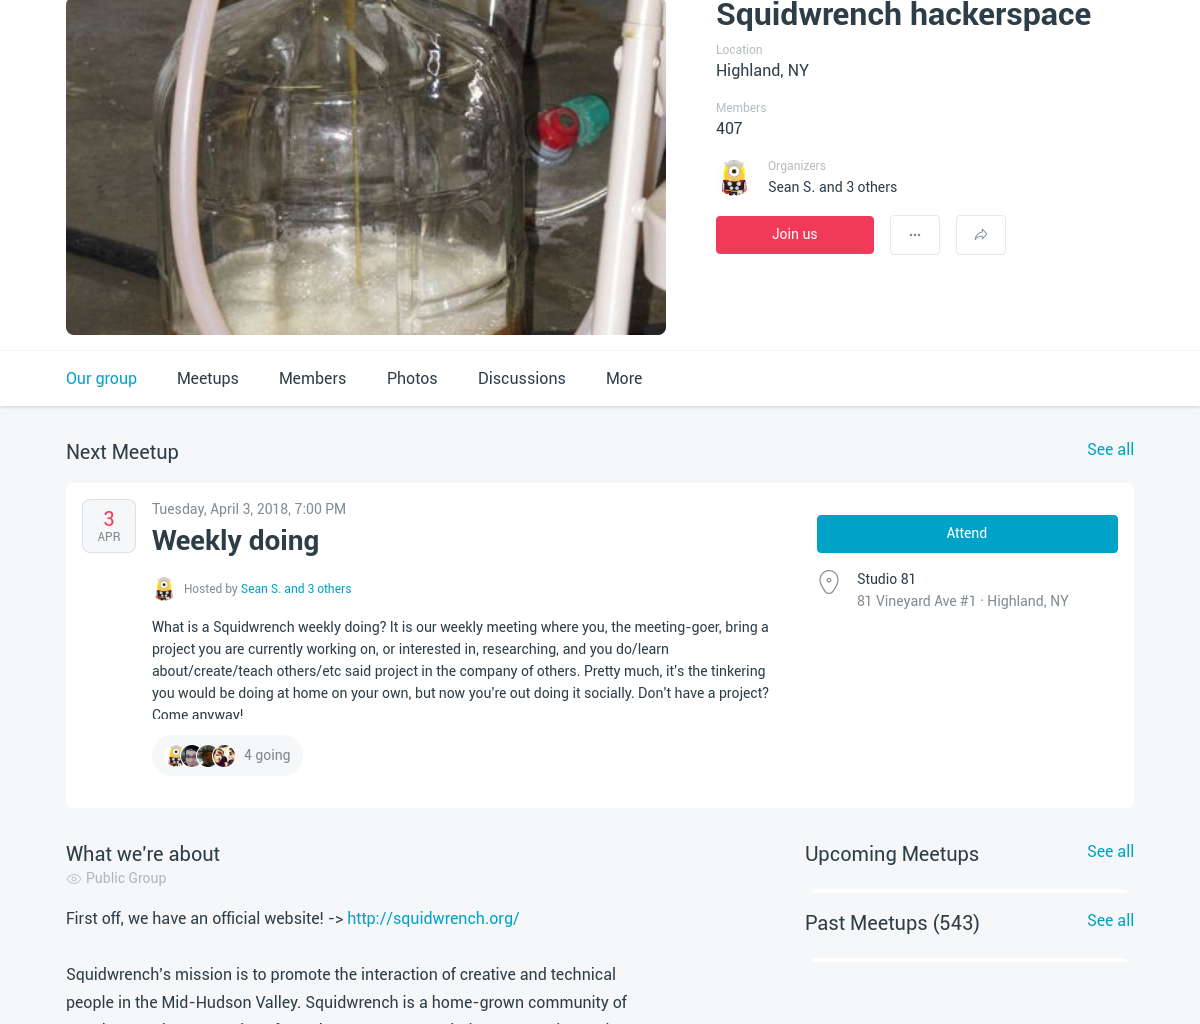 Squidwrench hackerspace
Location
Highland, NY
Members
407
Organizers
Sean S. and 3 others
Join us
Our group
Meetups
Members
Photos
Discussions
More
Next Meetup
See all
3
APR
Tuesday, April 3, 2018, 7:00 PM
Weekly doing
Hosted by Sean S. and 3 others
What is a Squidwrench weekly doing? It is our weekly meeting where you, the meeting-goer, bring a
project you are currently working on, or interested in, researching, and you do/learn
about/create/teach others/etc said project in the company of others. Pretty much, it's the tinkering
you would be doing at home on your own, but now you're out doing it socially. Don't have a project?
Come anyway!
4 going
Attend
Studio 81
81 Vineyard Ave #1 · Highland, NY
What we're about
Public Group
First off, we have an official website! -> http://squidwrench.org/
Squidwrench's mission is to promote the interaction of creative and technical
people in the Mid-Hudson Valley. Squidwrench is a home-grown community of
Upcoming Meetups
See all
Past Meetups (543)
See all